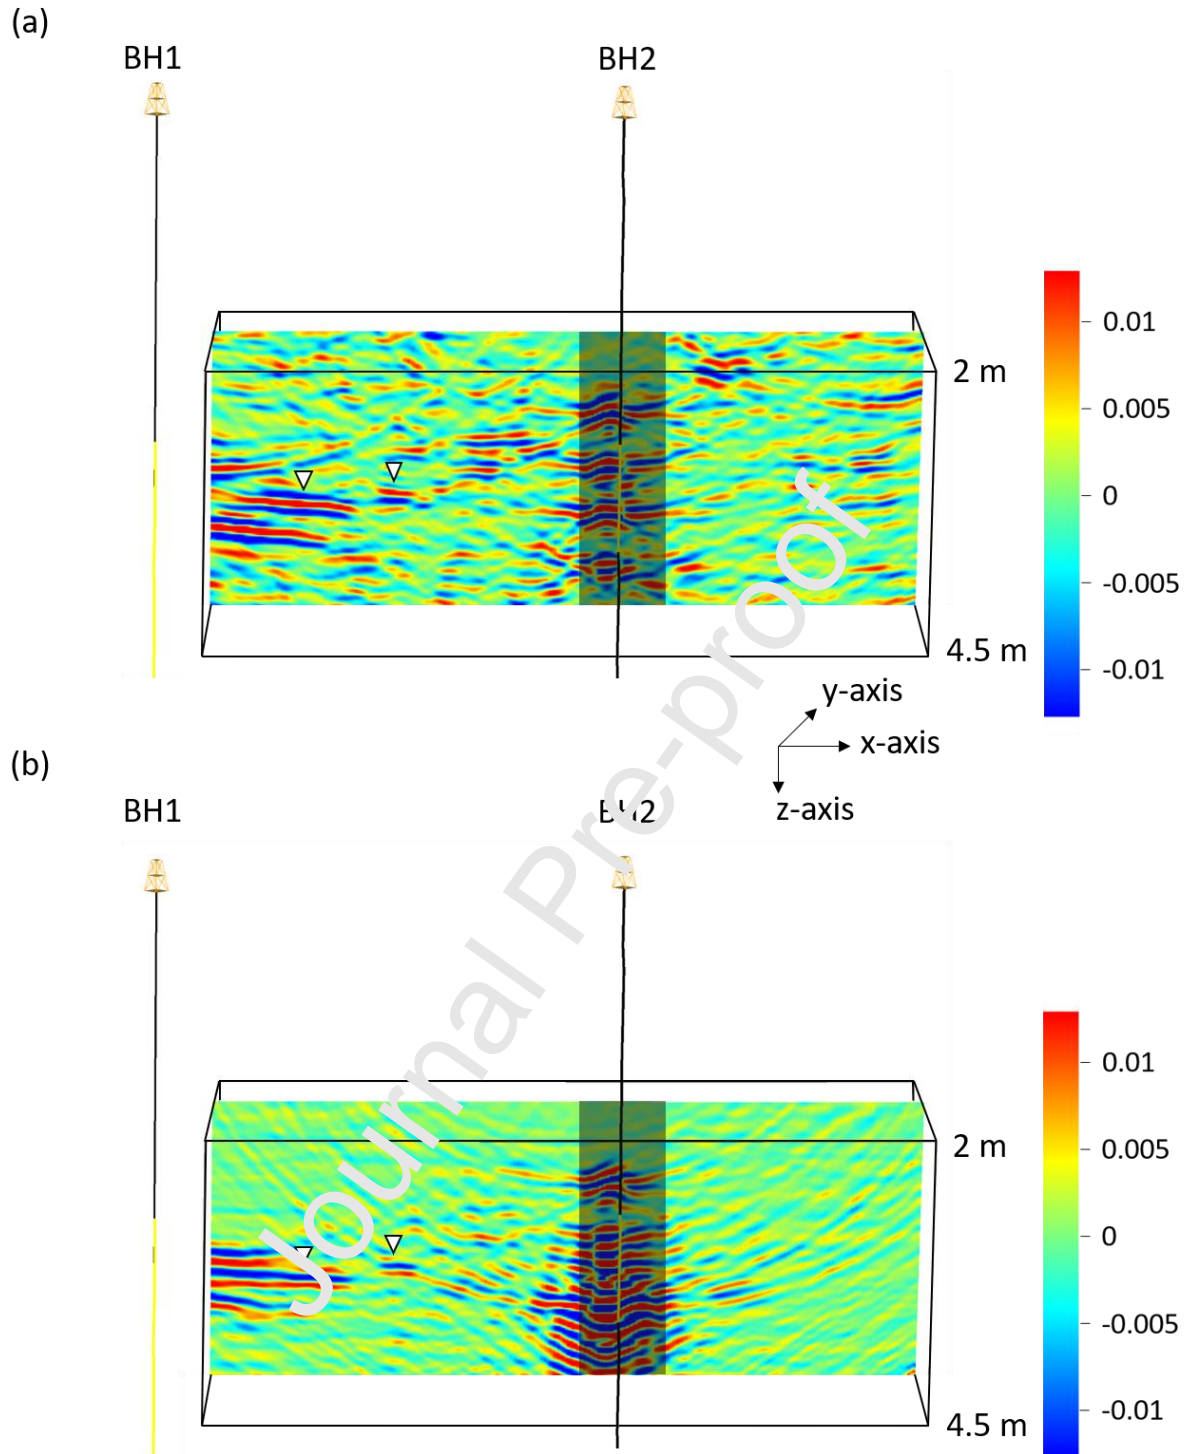 (a)
BH1 BH2
0.01
2 m
0.005
0
-0.005
4.5 m
-0.01
y-axis
x-axis
z-axis
(b)
BH1 BH2
0.01
2 m
0.005
0
-0.005
4.5 m
-0.01
Journal Pre-proof